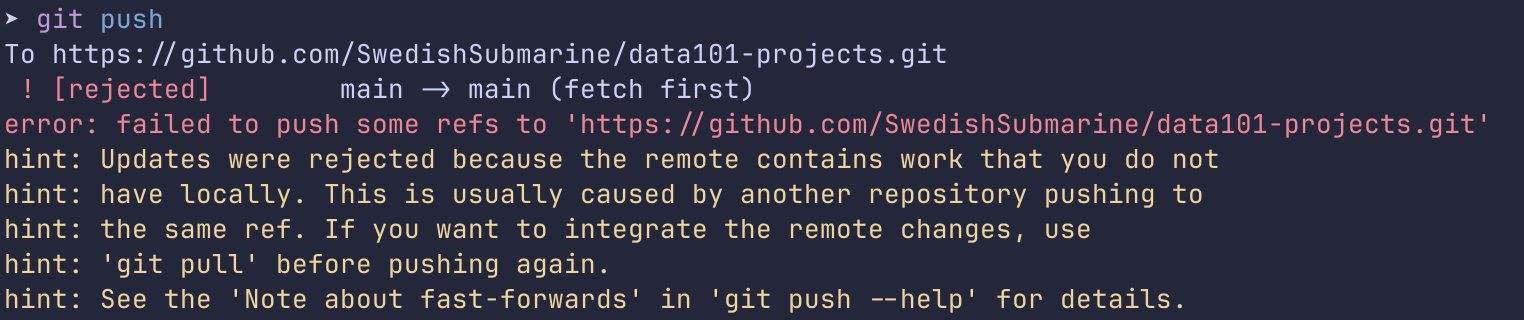 ➤ git push
To https://github.com/SwedishSubmarine/data101-projects.git
 ! [rejected]        main -> main (fetch first)
error: failed to push some refs to 'https://github.com/SwedishSubmarine/data101-projects.git'
hint: Updates were rejected because the remote contains work that you do not
hint: have locally. This is usually caused by another repository pushing to
hint: the same ref. If you want to integrate the remote changes, use
hint: 'git pull' before pushing again.
hint: See the 'Note about fast-forwards' in 'git push --help' for details.